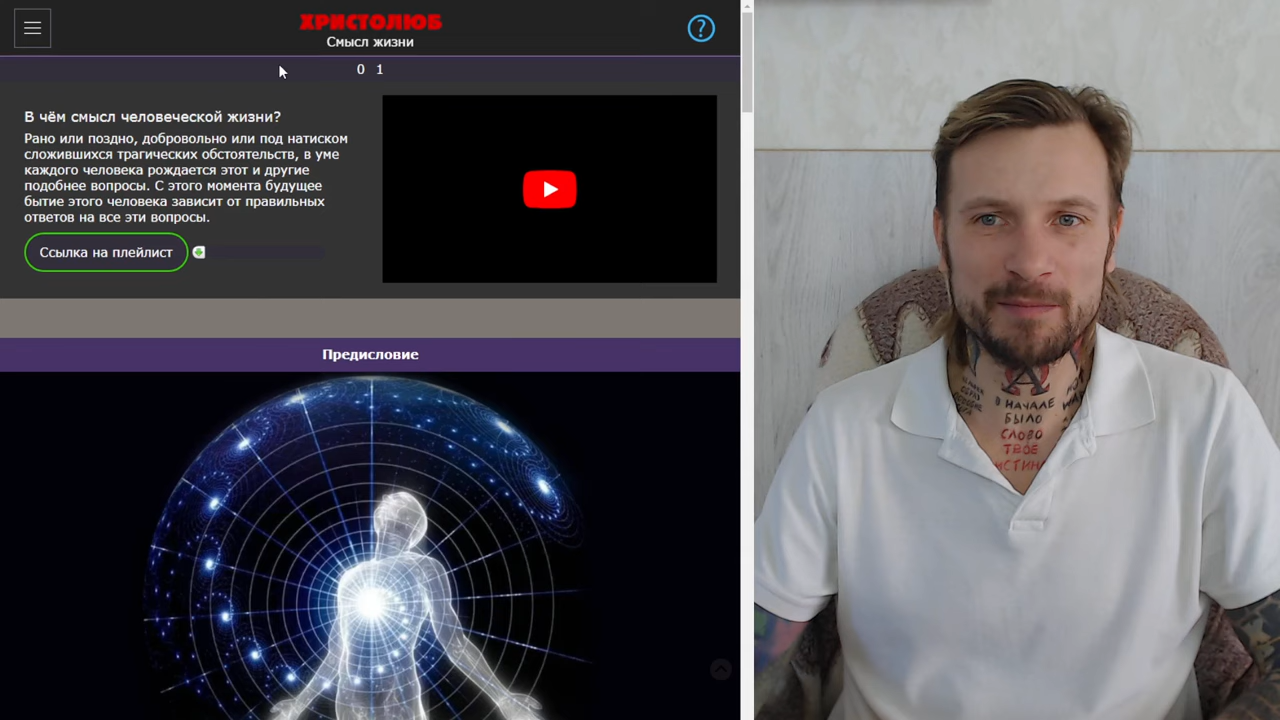 ХРИСТОЛЮБ
Смысл жизни
0 1
В чём смысл человеческой жизни?
Рано или поздно, добровольно или под натиском
сложившихся трагических обстоятельств, в уме
каждого человека рождается этот и другие
подобнее вопросы. С этого момента будущее
бытие этого человека зависит от правильных
ответов на все эти вопросы.
Ссылка на плейлист
Предисловие
В НАЧАЛЕ
БЫЛО
СЛОВО
ТВОЕ
ИСТИН